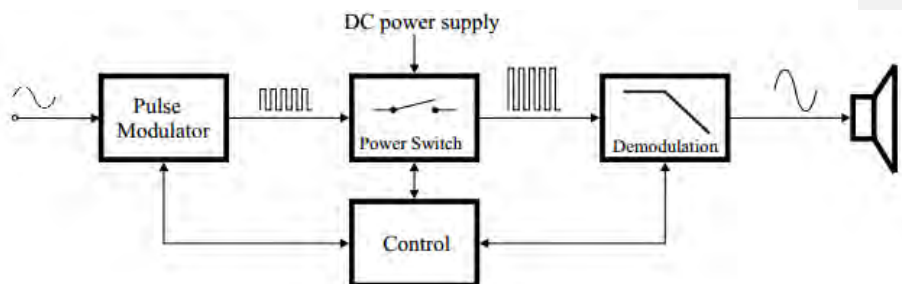 DC power supply
Pulse
Modulator
Power Switch
Demodulation
Control